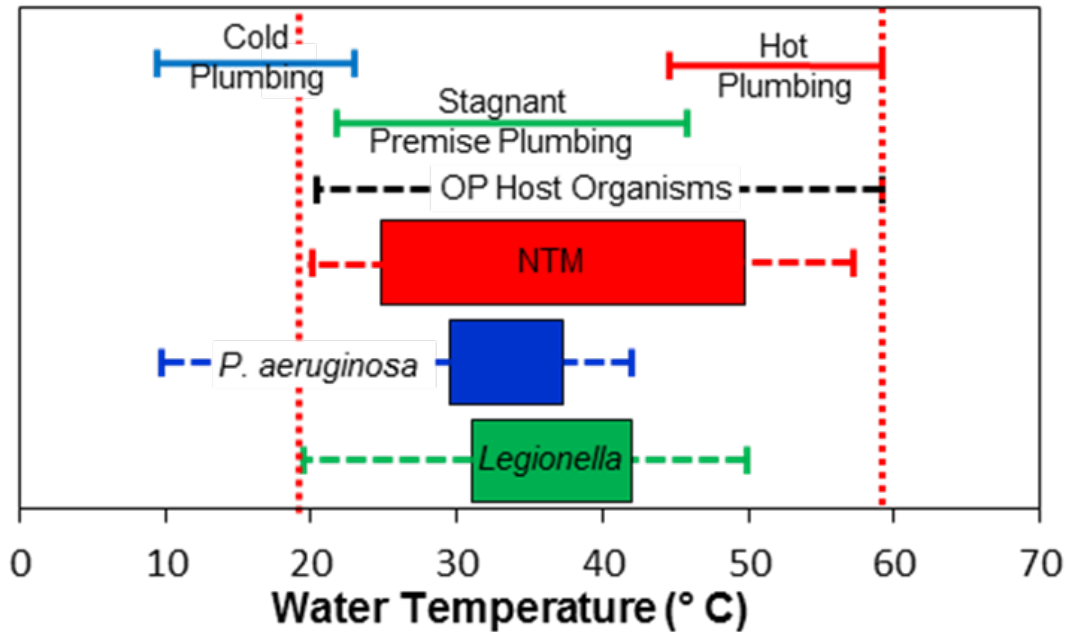 Cold
Plumbing
Hot
Plumbing
Stagnant
Premise Plumbing
OP Host Organisms
NTM
P. aeruginosa
Legionella
0 10 20 30 40 50 60 70
Water Temperature (° C)